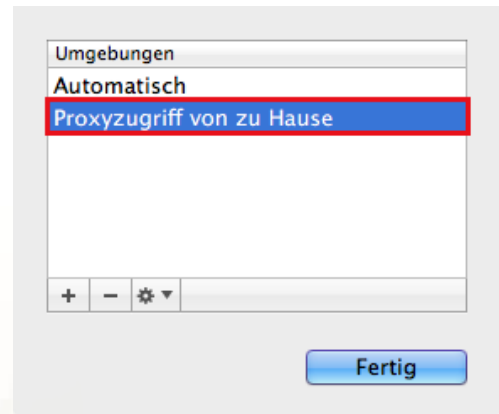 Umgebungen
Automatisch
Proxyzugriff von zu Hause
+ −
Fertig